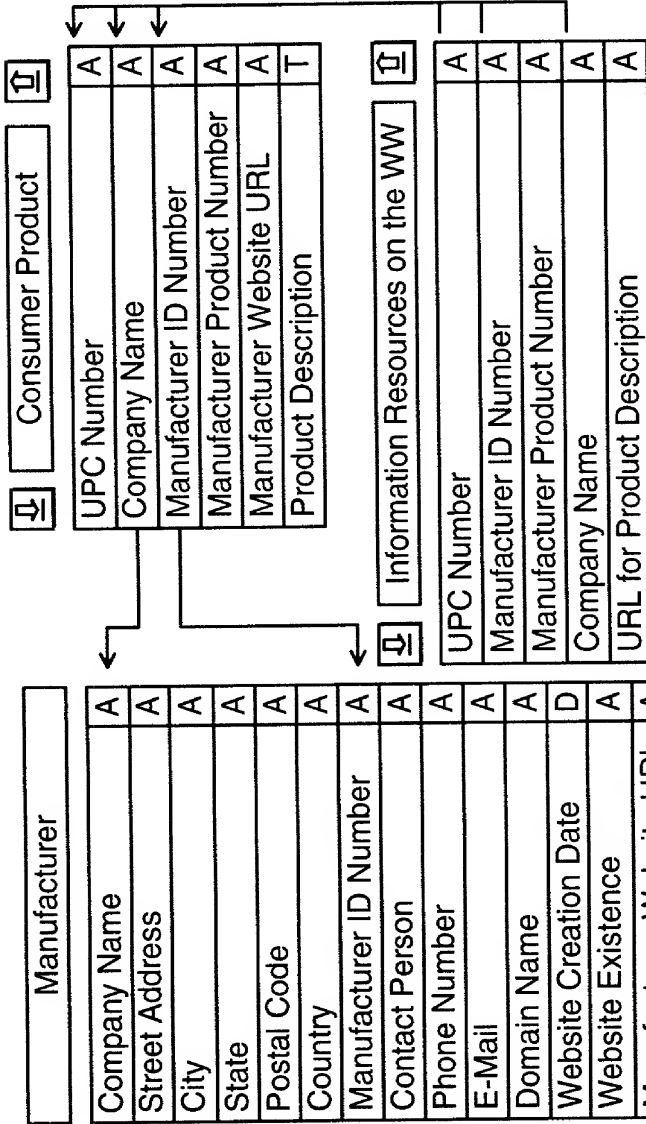 Manufacturer
Company Name A
Street Address A
City A
State A
Postal Code A
Country A
Manufacturer ID Number A
Contact Person A
Phone Number A
E-Mail A
Domain Name A
Website Creation Date D
Website Existence A
Consumer Product
UPC Number A
Company Name A
Manufacturer ID Number A
Manufacturer Product Number A
Manufacturer Website URL A
Product Description T
Information Resources on the WW
UPC Number A
Manufacturer ID Number A
Manufacturer Product Number A
Company Name A
URL for Product Description A